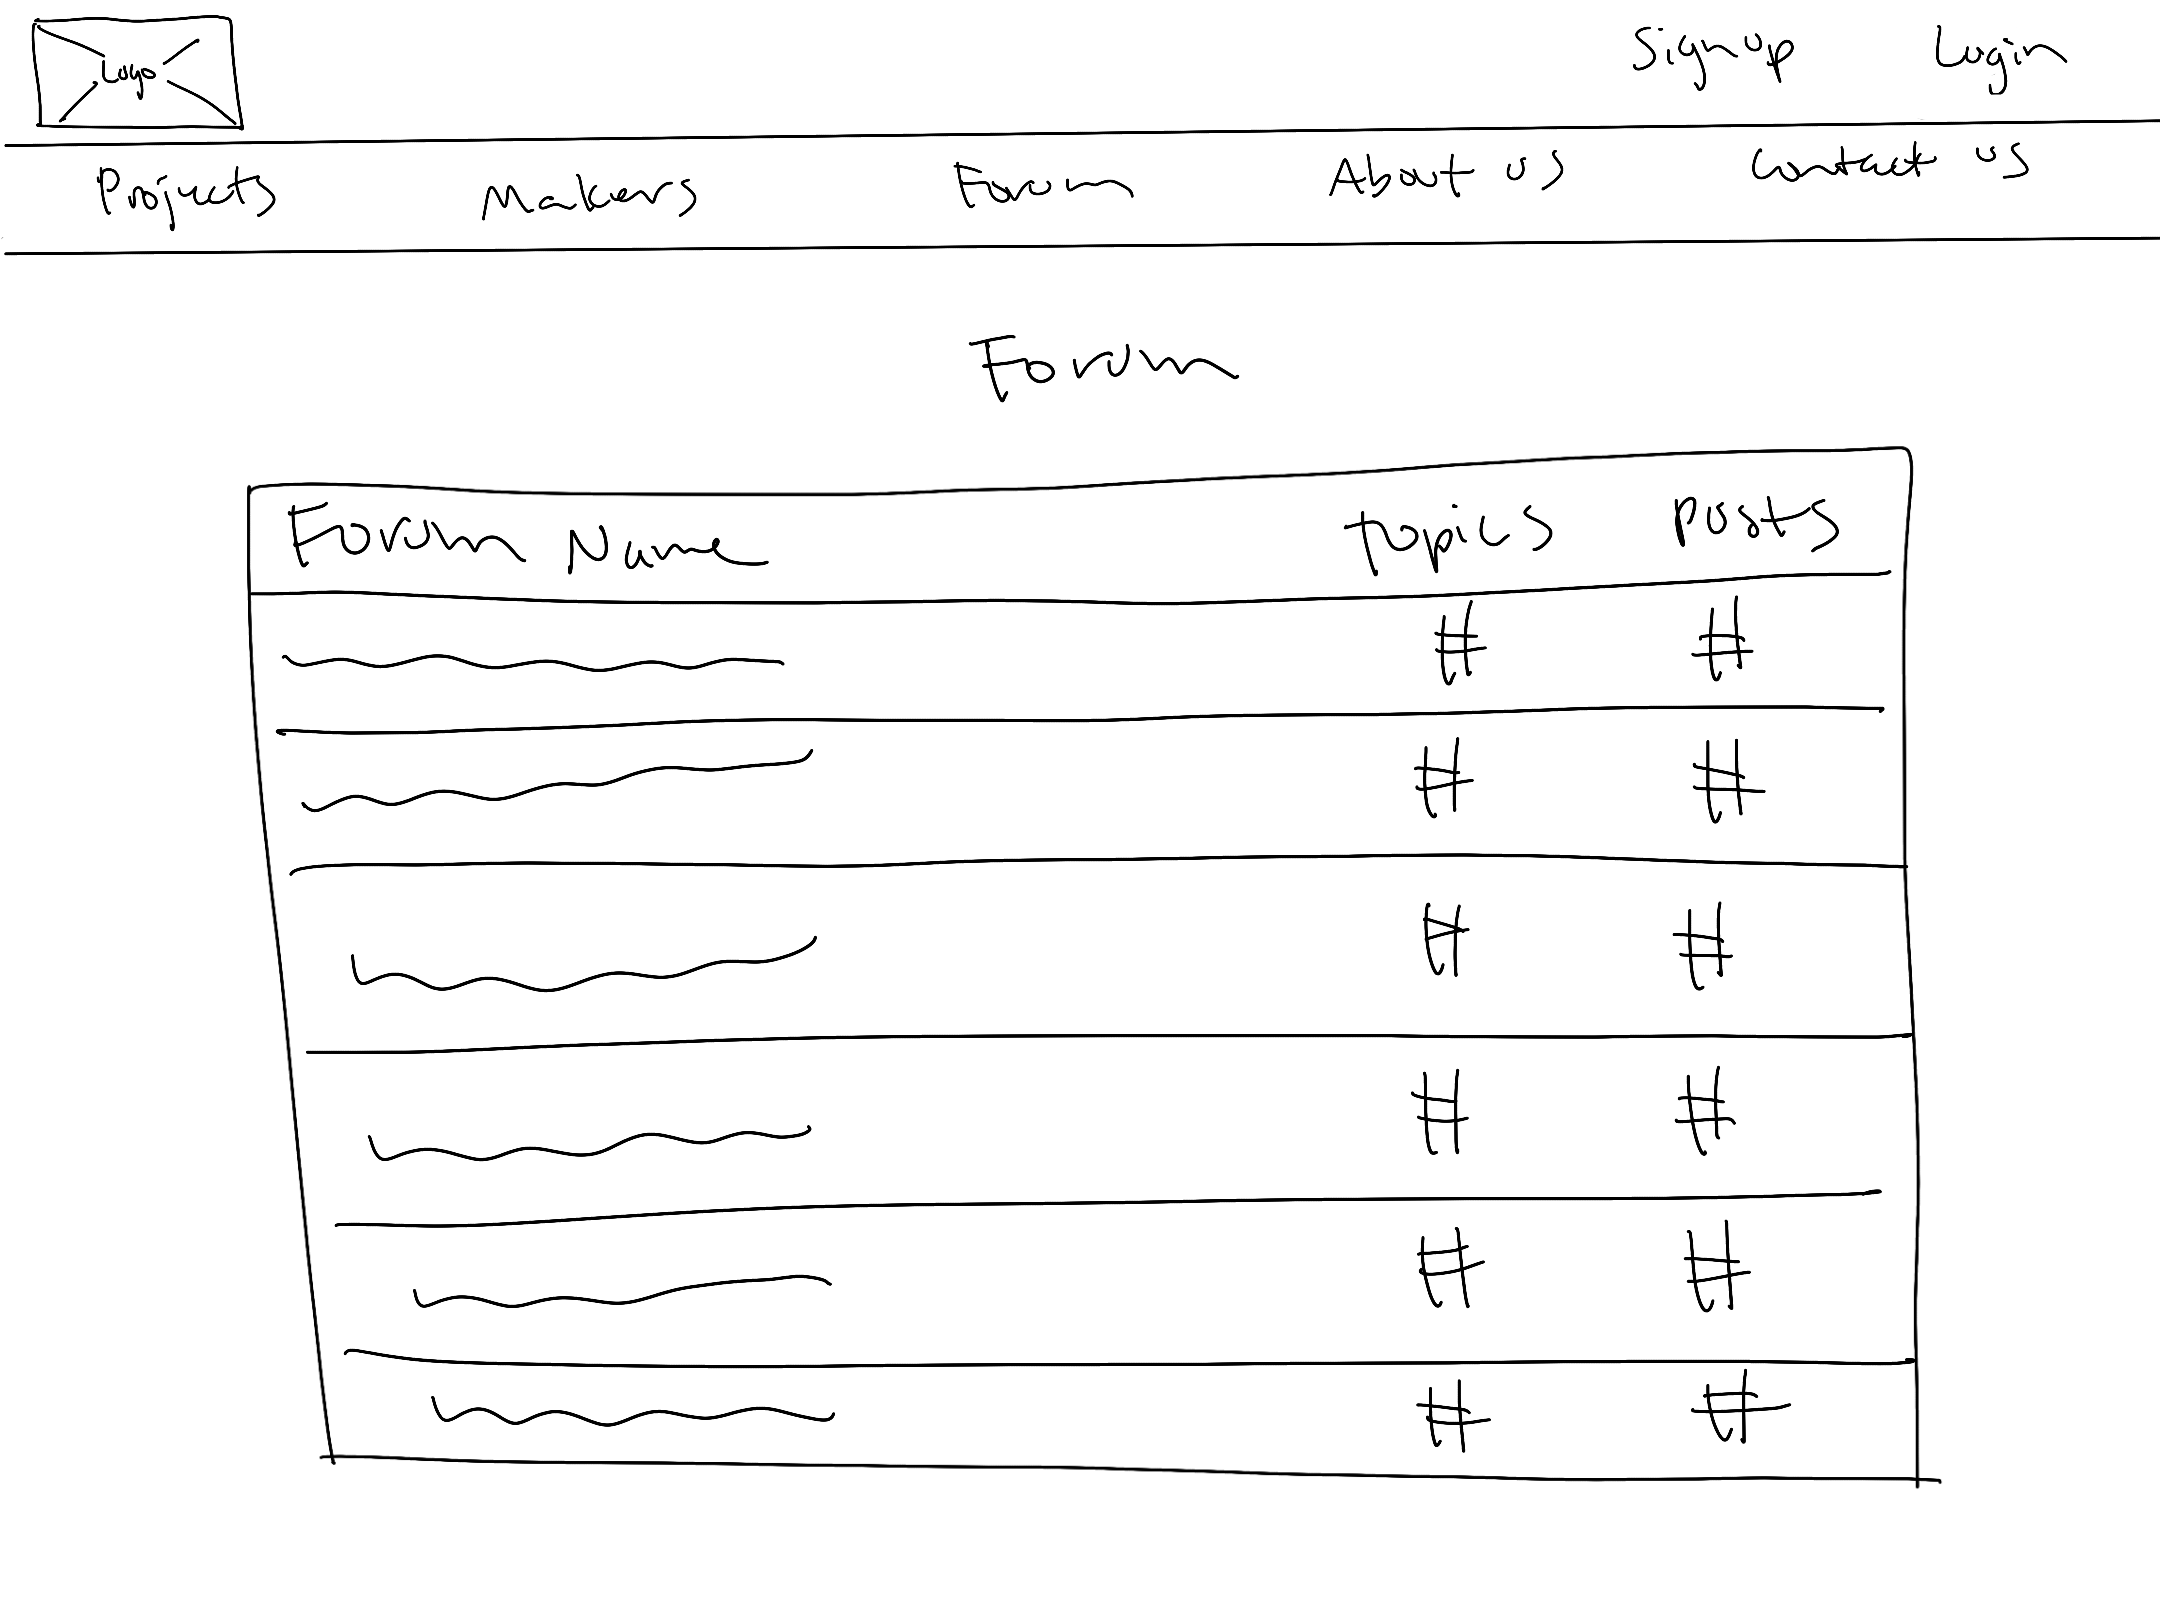 Logo
Signup Login
Projects Makers Forum About us Contact us
Forum
Forum Name topics posts
# #
# #
# #
# #
# #
# #